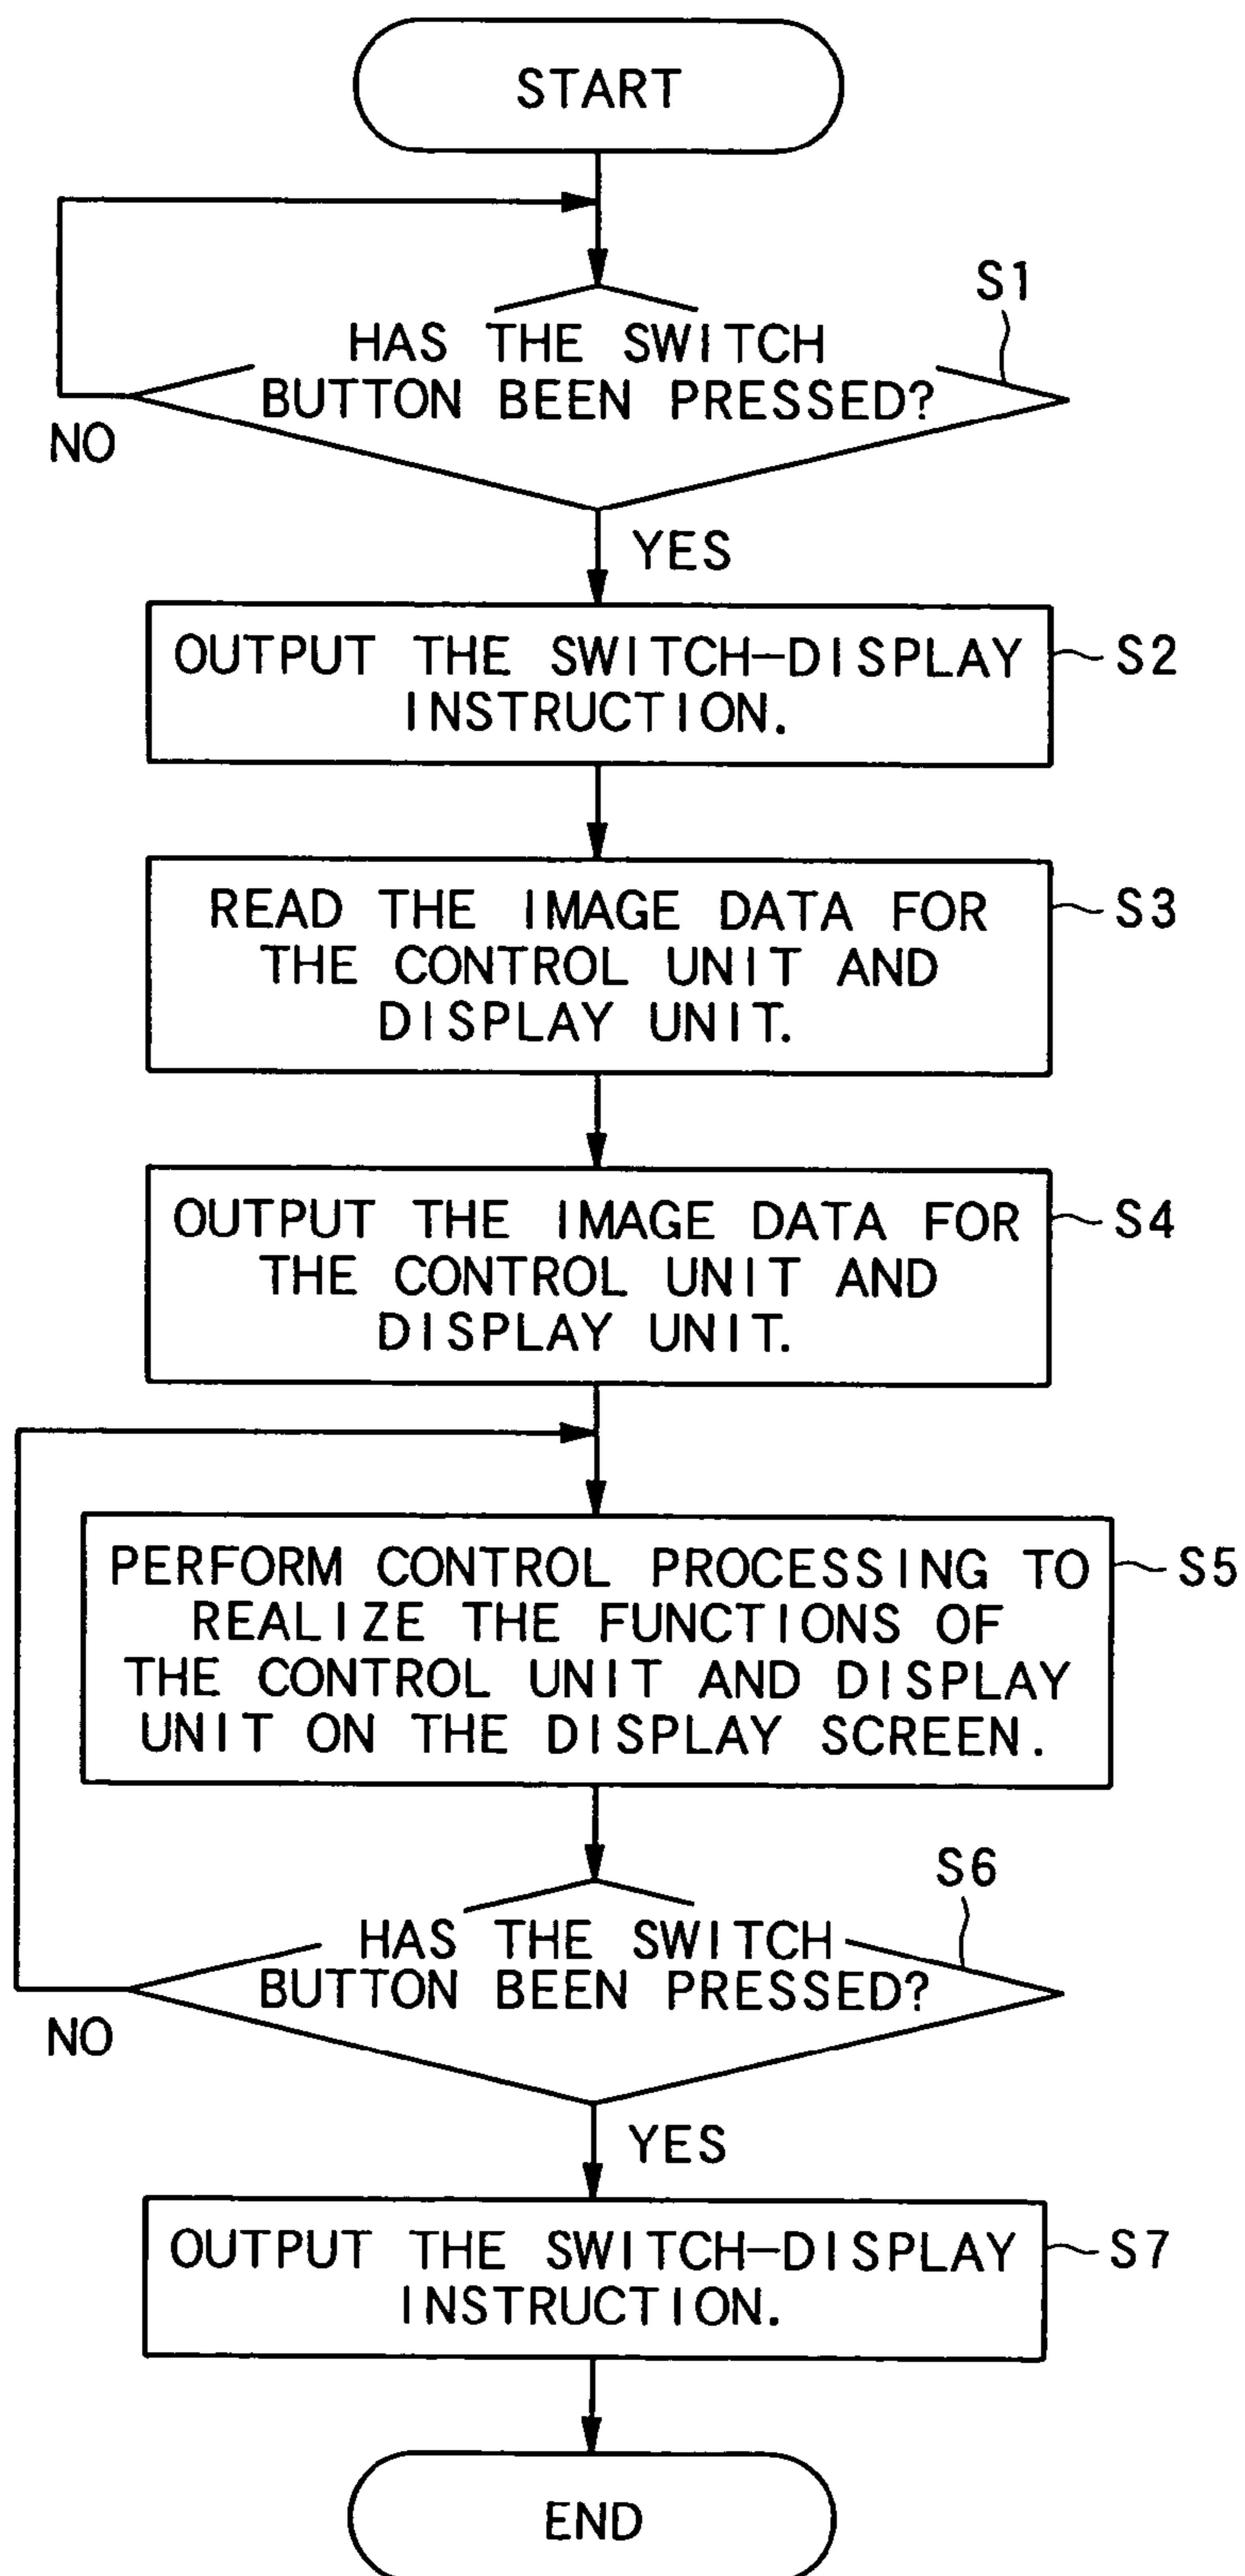 START
S1
HAS THE SWITCH
BUTTON BEEN PRESSED?
NO
YES
OUTPUT THE SWITCH-DISPLAY
INSTRUCTION.
S2
READ THE IMAGE DATA FOR
THE CONTROL UNIT AND
DISPLAY UNIT.
S3
OUTPUT THE IMAGE DATA FOR
THE CONTROL UNIT AND
DISPLAY UNIT.
S4
PERFORM CONTROL PROCESSING TO
REALIZE THE FUNCTIONS OF
THE CONTROL UNIT AND DISPLAY
UNIT ON THE DISPLAY SCREEN.
S5
S6
HAS THE SWITCH
BUTTON BEEN PRESSED?
NO
YES
OUTPUT THE SWITCH-DISPLAY
INSTRUCTION.
S7
END